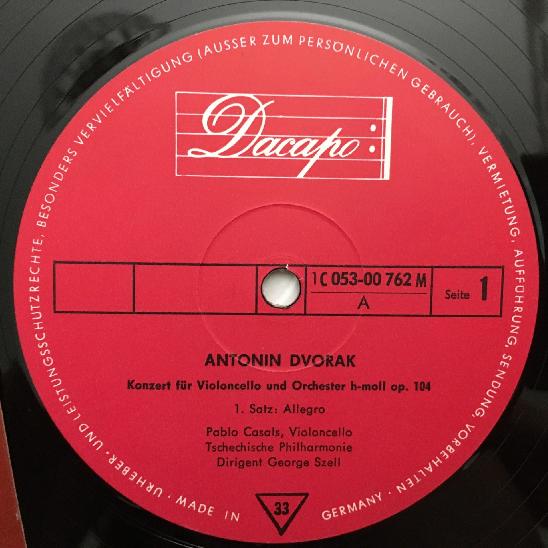 URHEBER- UND LEISTUNGSSCHUTZRECHTE, BESONDERS VERVIELFÄLTIGUNG (AUSSER ZUM PERSÖNLICHEN GEBRAUCH), VERMIETUNG, AUFFÜHRUNG, SENDUNG, VORBEHALTEN ·
Dacapo
1 C 053-00 762 M
A
Seite 1
ANTONIN DVORAK
Konzert für Violoncello und Orchester h-moll op. 104
1. Satz: Allegro
Pablo Casals, Violoncello
Tschechische Philharmonie
Dirigent George Szell
33
MADE IN GERMANY ·